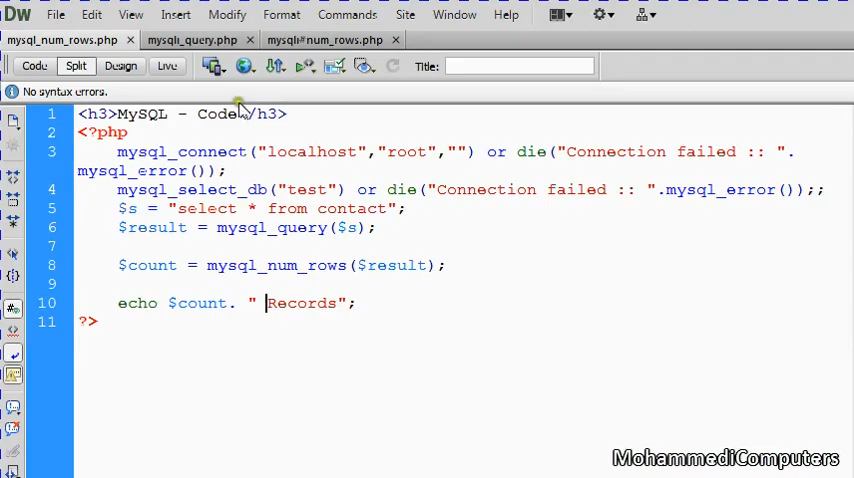 Dw File Edit View Insert Modify Format Commands Site Window Help
mysql_num_rows.php × mysqli_query.php × mysqli#num_rows.php ×
Code Split Design Live Title:
No syntax errors.
1 <h3>MySQL - Code</h3>
2 <?php
3 mysql_connect("localhost","root","") or die("Connection failed :: ".
mysql_error());
4 mysql_select_db("test") or die("Connection failed :: ".mysql_error());;
5 $s = "select * from contact";
6 $result = mysql_query($s);
7
8 $count = mysql_num_rows($result);
9
10 echo $count. " Records";
11 ?>
MohammediComputers